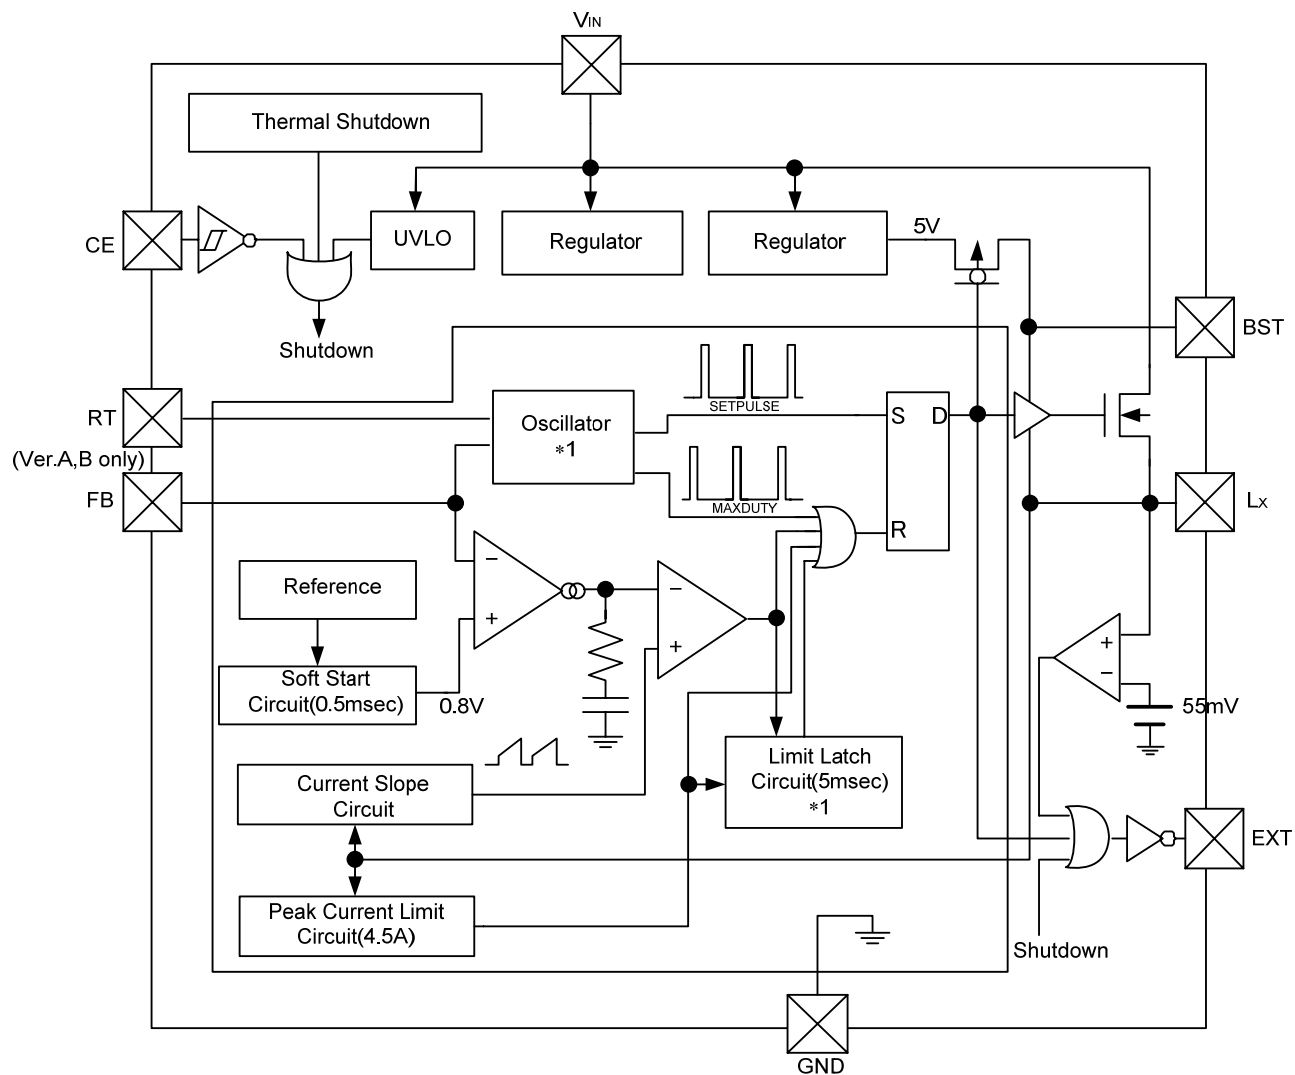 VIN
Thermal Shutdown
CE
UVLO
Regulator
Regulator
5V
Shutdown
BST
RT
(Ver.A,B only)
Oscillator
*1
SETPULSE
S
D
FB
MAXDUTY
R
LX
−
+
Reference
−
+
Soft Start
Circuit(0.5msec)
0.8V
+
−
55mV
Limit Latch
Circuit(5msec)
*1
Current Slope
Circuit
EXT
Peak Current Limit
Circuit(4.5A)
Shutdown
GND